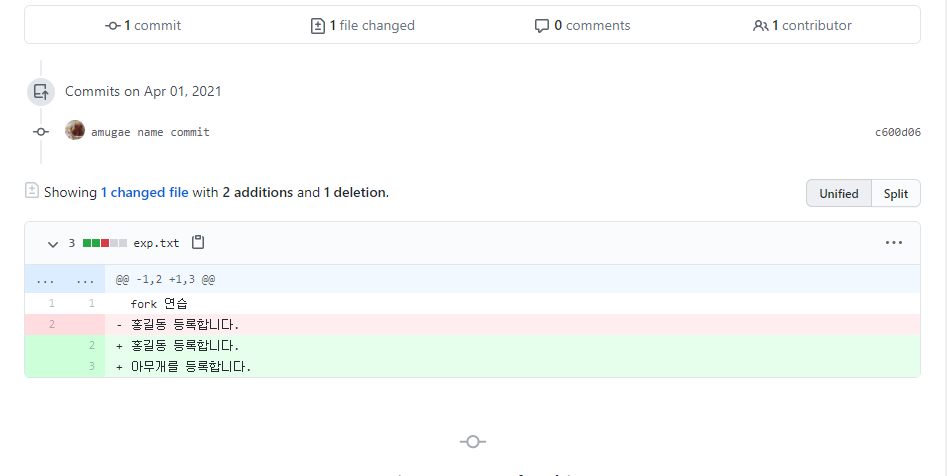 1 commit 1 file changed 0 comments 1 contributor
Commits on Apr 01, 2021
amugae name commit c600d06
Showing 1 changed file with 2 additions and 1 deletion. Unified Split
3 exp.txt ...
... ... @@ -1,2 +1,3 @@
1 1 fork 연습
2 - 홍길동 등록합니다.
2 + 홍길동 등록합니다.
3 + 아무개를 등록합니다.